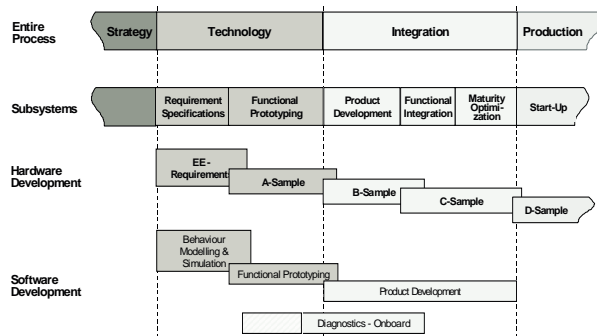 Entire
Process
Strategy
Technology
Integration
Production
Subsystems
Requirement
Specifications
Functional
Prototyping
Product
Development
Functional
Integration
Maturity
Optimi-
zation
Start-Up
Hardware
Development
EE-
Requirements
A-Sample
B-Sample
C-Sample
D-Sample
Software
Development
Behaviour
Modelling &
Simulation
Functional Prototyping
Product Development
Diagnostics - Onboard